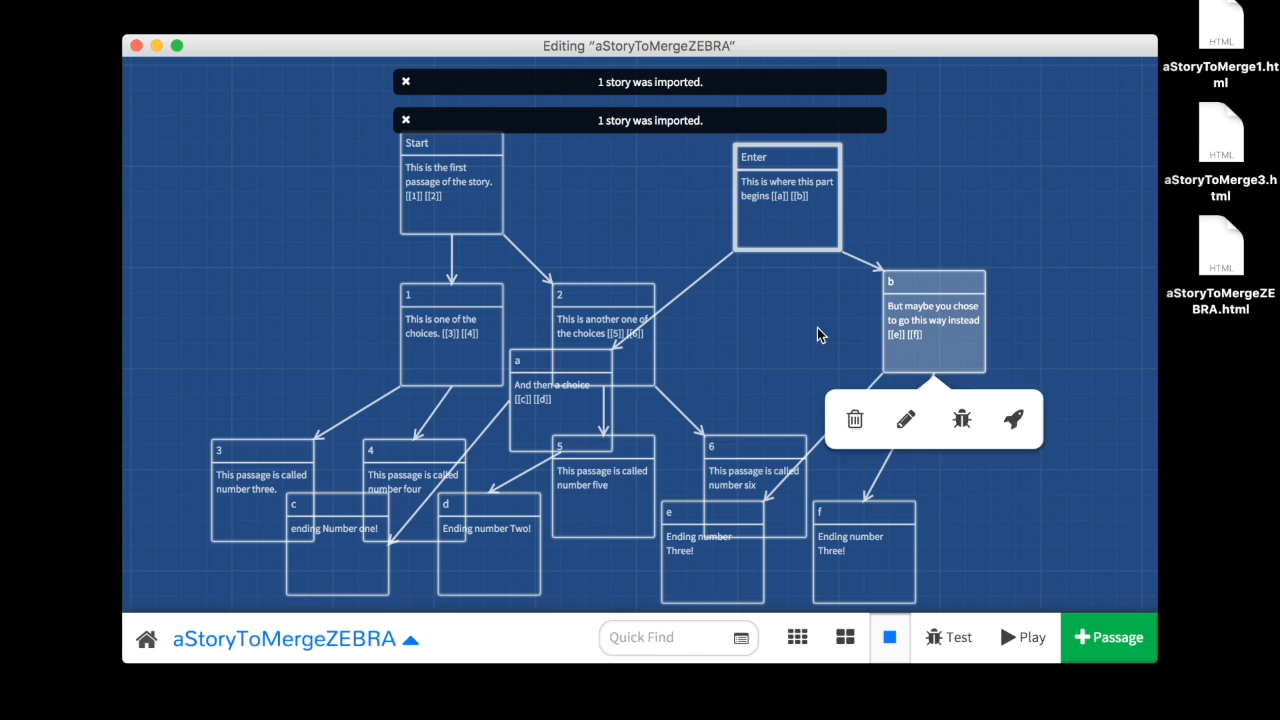 Editing “aStoryToMergeZEBRA”
✖ 1 story was imported.
✖ 1 story was imported.
Start
This is the first
passage of the story.
[[1]] [[2]]
Enter
This is where this part
begins [[a]] [[b]]
b
But maybe you chose
to go this way instead
[[e]] [[f]]
1
This is one of the
choices. [[3]] [[4]]
2
This is another one of
the choices [[5]] [[6]]
a
And then a choice
[[c]] [[d]]
3
This passage is called
number three.
4
This passage is called
number four
5
This passage is called
number five
6
This passage is called
number six
c
ending Number one!
d
Ending number Two!
e
Ending number
Three!
f
Ending number
Three!
aStoryToMergeZEBRA
Quick Find
Test
Play
+Passage
HTML
aStoryToMerge1.ht
ml
HTML
aStoryToMerge3.h
tml
HTML
aStoryToMergeZE
BRA.html